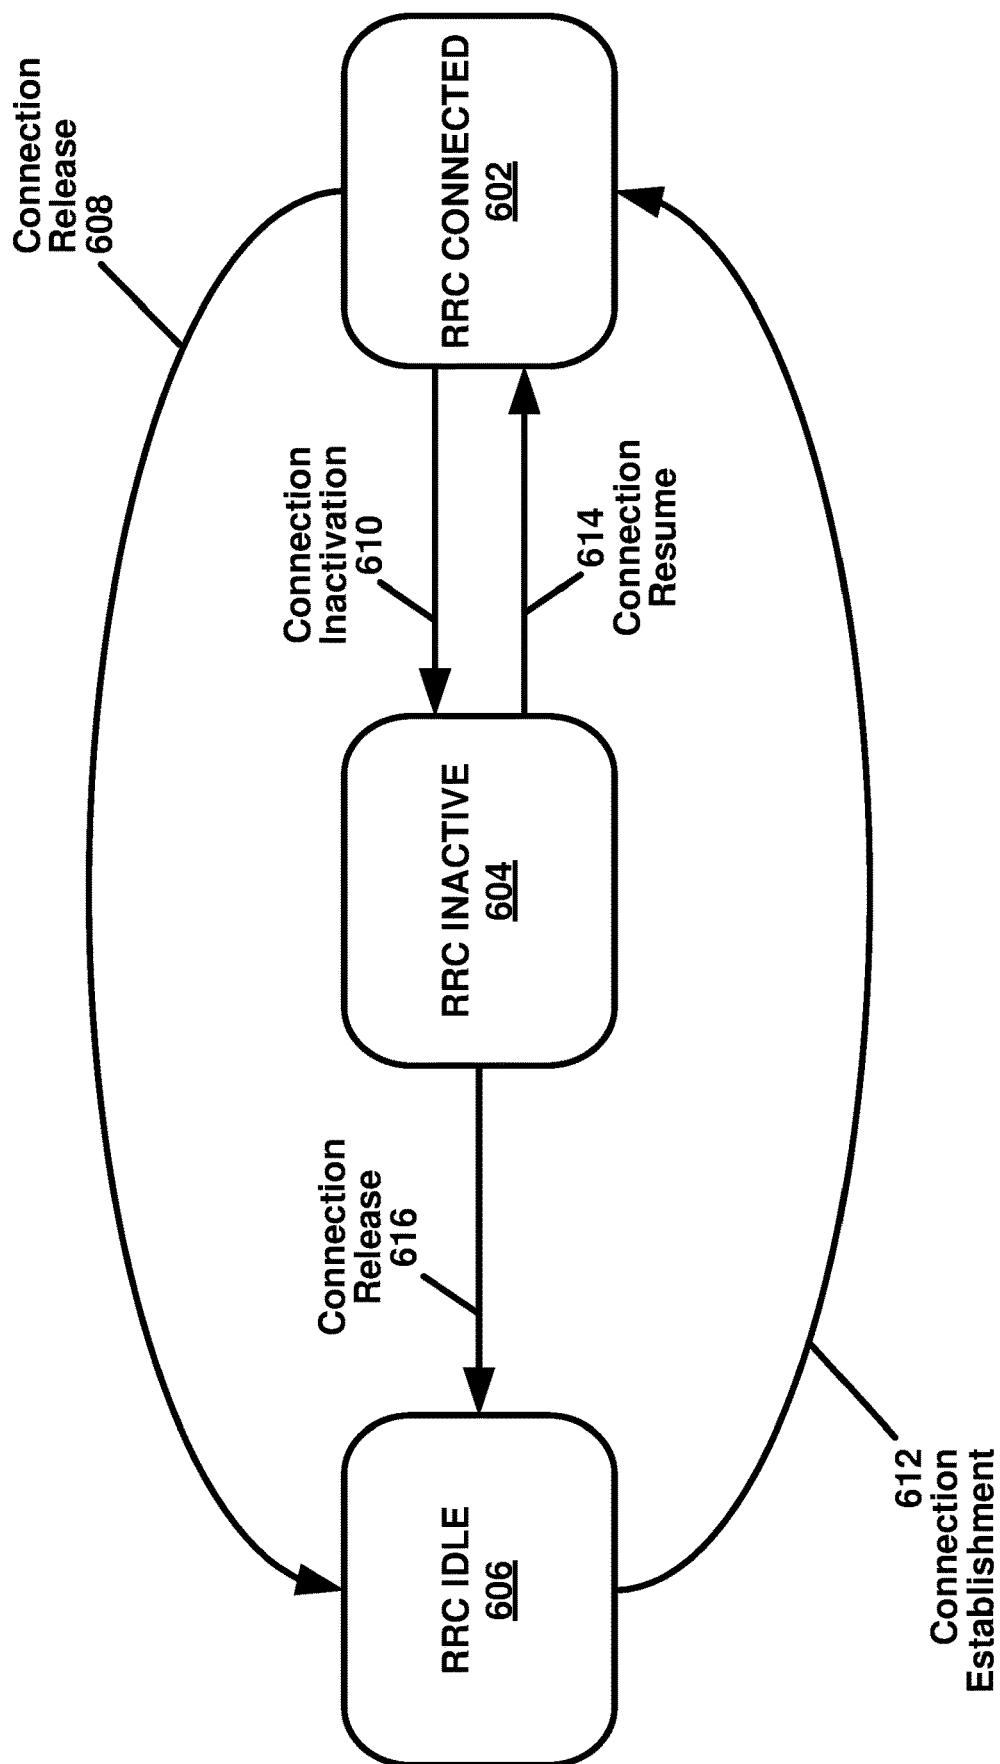 Connection
Release
608
Connection
Inactivation
610
Connection
Release
616
RRC IDLE
606
RRC INACTIVE
604
RRC CONNECTED
602
614
Connection
Resume
612
Connection
Establishment